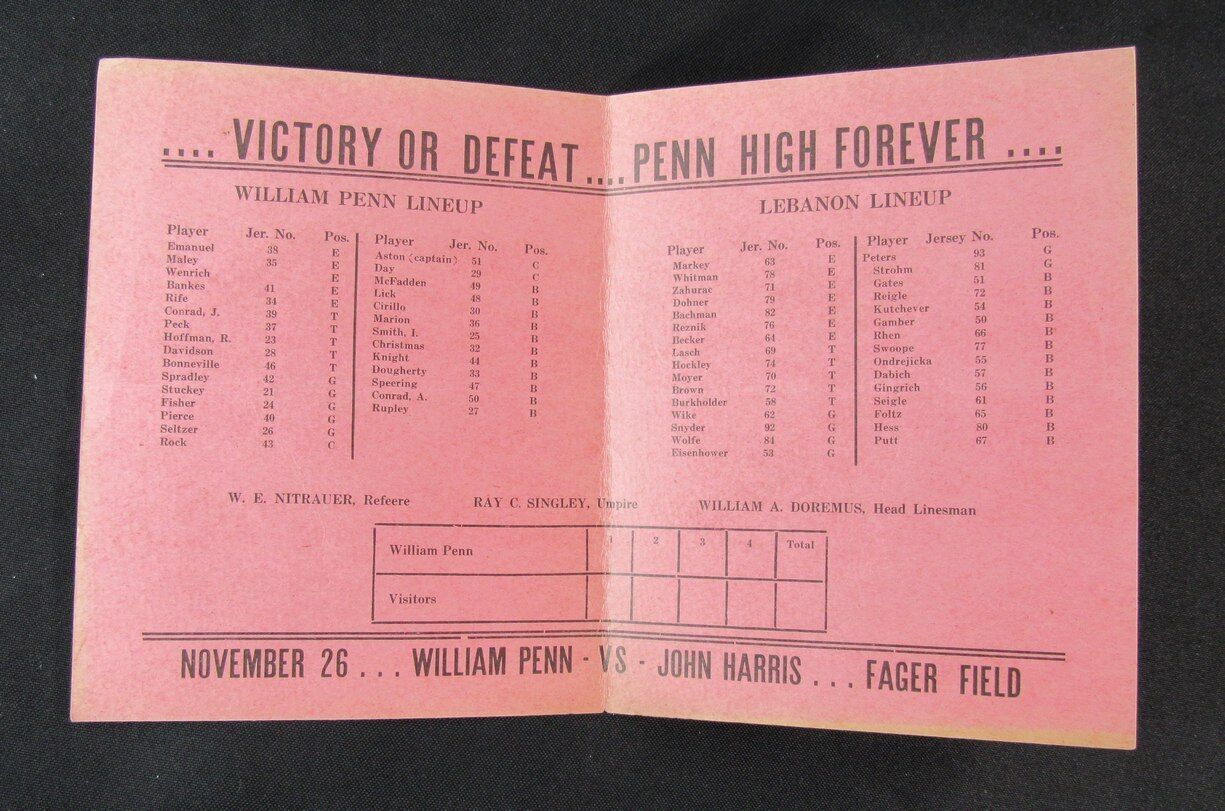 ....VICTORY OR DEFEAT....PENN HIGH FOREVER....
WILLIAM PENN LINEUP
Player Jer. No. Pos.
Emanuel 38 E
Maley 35 E
Wenrich E
Bankes 41 E
Rife 34 E
Conrad, J. 39 T
Peck 37 T
Hoffman, R. 23 T
Davidson 28 T
Bonneville 46 T
Spradley 42 G
Stuckey 21 G
Fisher 24 G
Pierce 40 G
Seltzer 26 G
Rock 43 C
Player Jer. No. Pos.
Aston (captain) 51 C
Day 29 C
McFadden 49 B
Lick 48 B
Cirillo 30 B
Marion 36 B
Smith, I. 25 B
Christmas 32 B
Knight 44 B
Dougherty 33 B
Speering 47 B
Conrad, A. 50 B
Rupley 27 B
LEBANON LINEUP
Player Jer. No. Pos.
Markey 63 E
Whitman 78 E
Zahurac 71 E
Dohner 79 E
Bachman 82 E
Reznik 76 E
Becker 64 E
Lasch 69 T
Hockley 74 T
Moyer 70 T
Brown 72 T
Burkholder 58 T
Wike 62 G
Snyder 92 G
Wolfe 84 G
Eisenhower 53 G
Player Jersey No. Pos.
Peters 93 G
Strohm 81 G
Gates 51 B
Reigle 72 B
Kutchever 54 B
Gamber 50 B
Rhen 66 B
Swoope 77 B
Ondrejicka 55 B
Dabich 57 B
Gingrich 56 B
Seigle 61 B
Foltz 65 B
Hess 80 B
Putt 67 B
W. E. NITRAUER, Refeere RAY C. SINGLEY, Umpire WILLIAM A. DOREMUS, Head Linesman
William Penn 1 2 3 4 Total
Visitors
NOVEMBER 26 . . . WILLIAM PENN - VS - JOHN HARRIS . . . FAGER FIELD